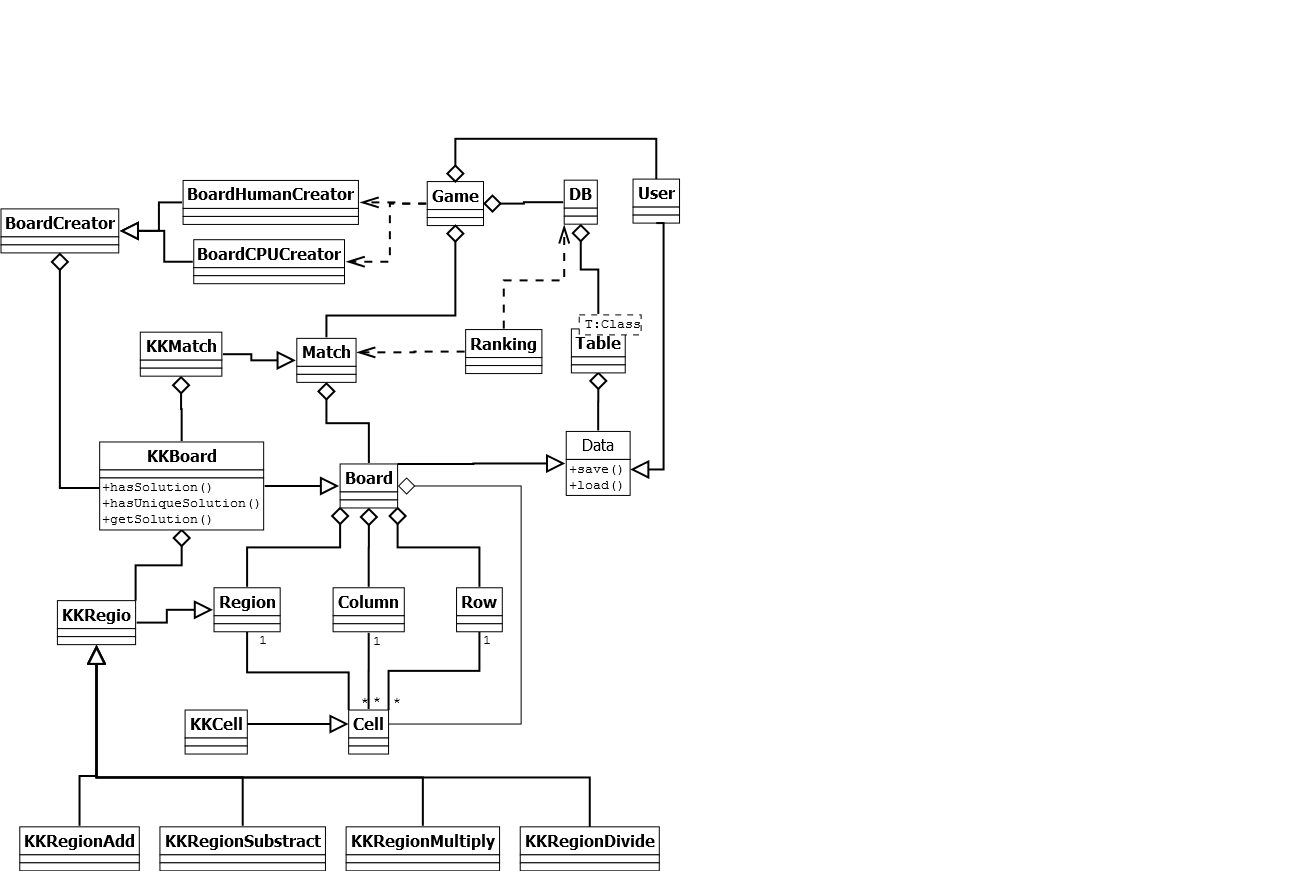 BoardHumanCreator
Game
DB
User
BoardCreator
BoardCPUCreator
T:Class
KKMatch
Match
Ranking
Table
KKBoard
+hasSolution()
+hasUniqueSolution()
+getSolution()
Board
Data
+save()
+load()
KKRegio
Region
Column
Row
1
1
1
*
*
*
KKCell
Cell
KKRegionAdd
KKRegionSubstract
KKRegionMultiply
KKRegionDivide